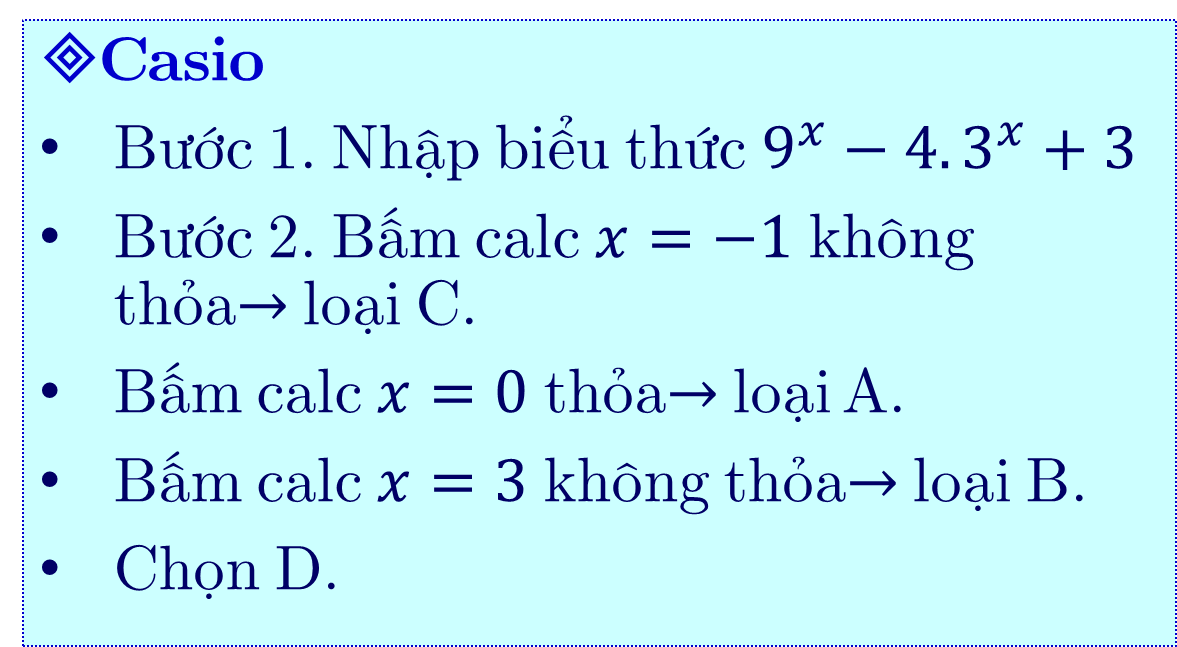 Casio
• Bước 1. Nhập biểu thức 9^x − 4.3^x + 3
• Bước 2. Bấm calc x = −1 không
thỏa→ loại C.
• Bấm calc x = 0 thỏa→ loại A.
• Bấm calc x = 3 không thỏa→ loại B.
• Chọn D.